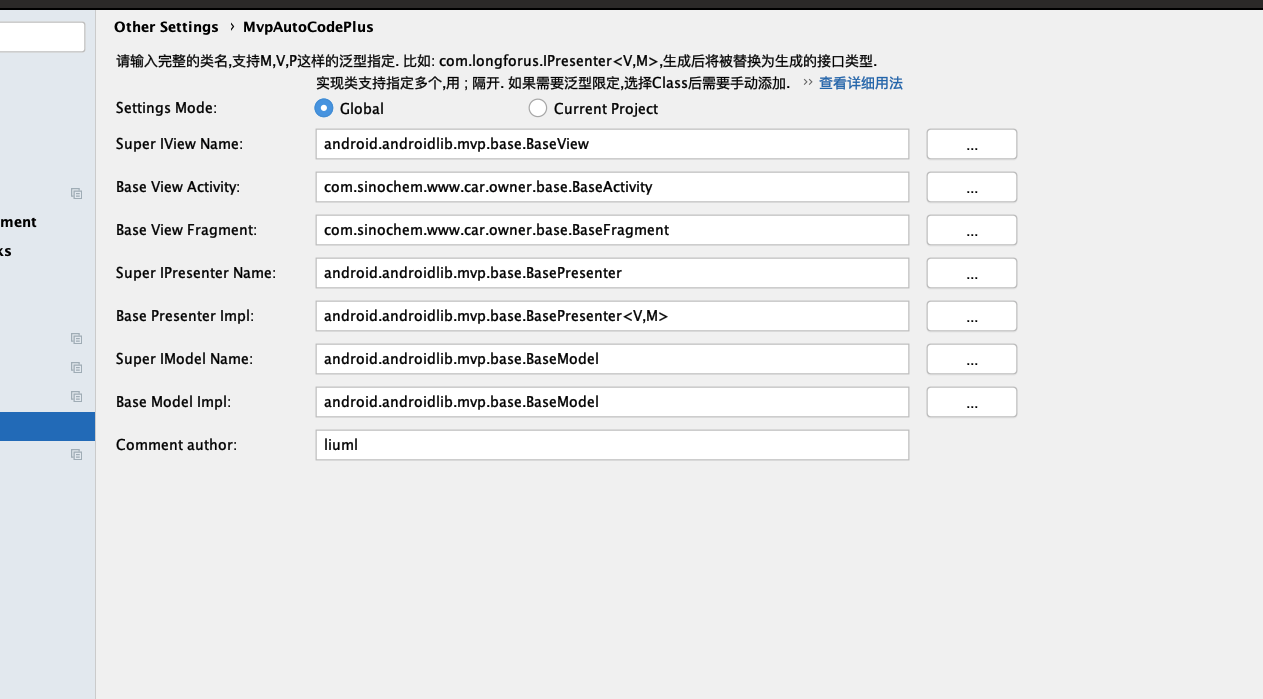 Other Settings › MvpAutoCodePlus
请输入完整的类名,支持M,V,P这样的泛型指定. 比如: com.longforus.IPresenter<V,M>,生成后将被替换为生成的接口类型.
实现类支持指定多个,用 ; 隔开. 如果需要泛型限定,选择Class后需要手动添加. >> 查看详细用法
Settings Mode: Global Current Project
Super IView Name: android.androidlib.mvp.base.BaseView ...
Base View Activity: com.sinochem.www.car.owner.base.BaseActivity ...
ment
Base View Fragment: com.sinochem.www.car.owner.base.BaseFragment ...
ks
Super IPresenter Name: android.androidlib.mvp.base.BasePresenter ...
Base Presenter Impl: android.androidlib.mvp.base.BasePresenter<V,M> ...
Super IModel Name: android.androidlib.mvp.base.BaseModel ...
Base Model Impl: android.androidlib.mvp.base.BaseModel ...
Comment author: liuml